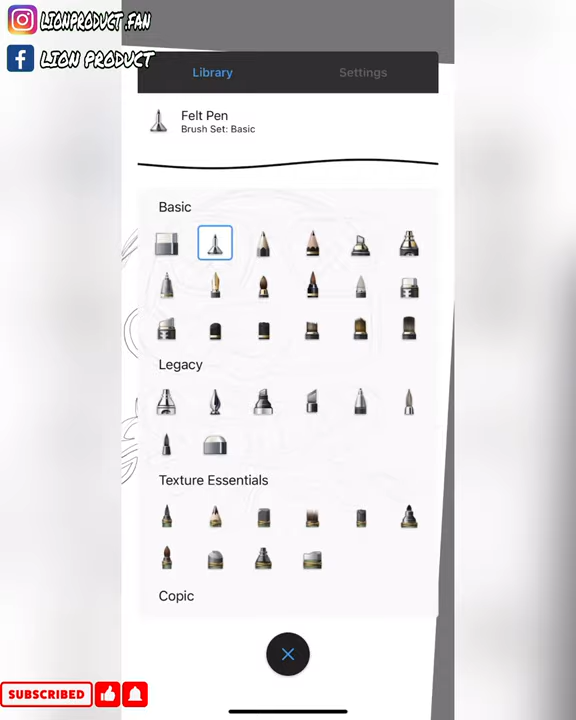 LIONPRODUCT.FAN
LION PRODUCT
Library
Settings
Felt Pen
Brush Set: Basic
Basic
Legacy
Texture Essentials
Copic
SUBSCRIBED